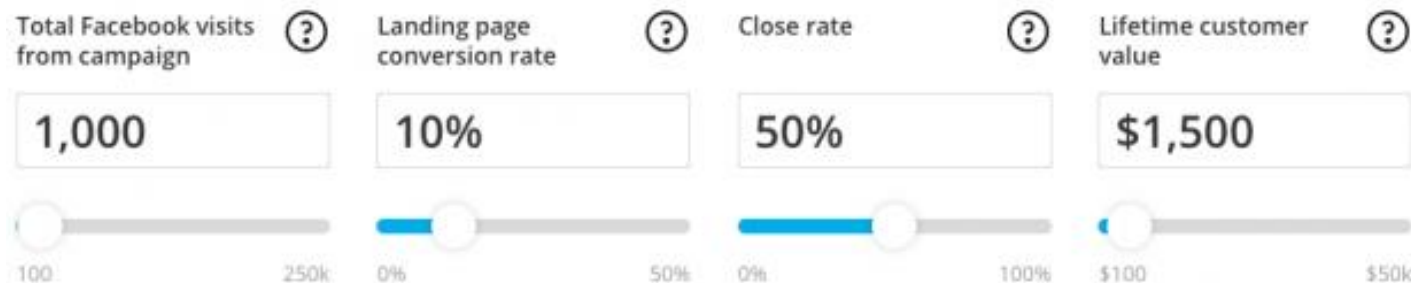 Total Facebook visits
from campaign
?
1,000
100 250k
Landing page
conversion rate
?
10%
0% 50%
Close rate
?
50%
0% 100%
Lifetime customer
value
?
$1,500
$100 $50k